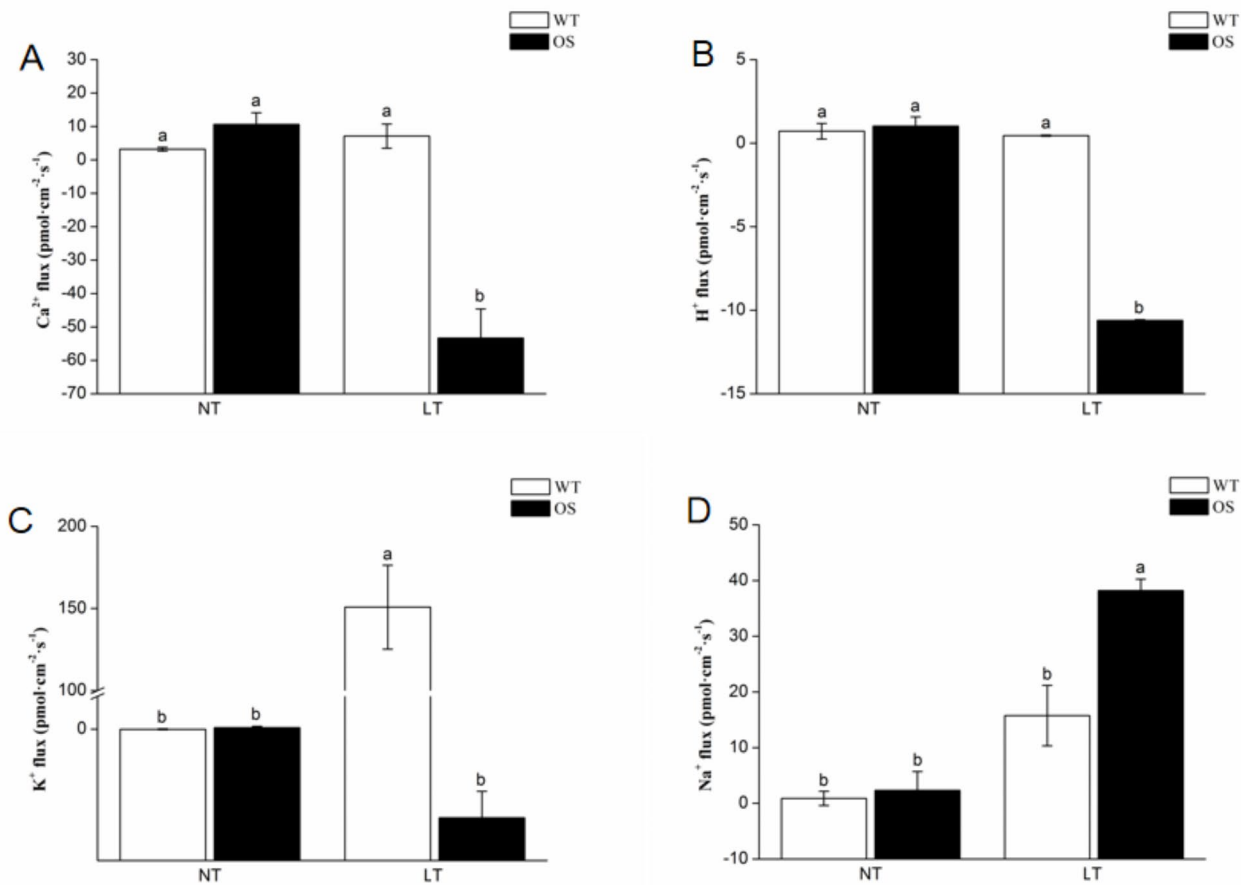 A
WT
OS
Ca²⁺ flux (pmol·cm⁻²·s⁻¹)
30
20
10
0
-10
-20
-30
-40
-50
-60
-70
a
a
a
b
NT
LT
B
WT
OS
H⁺ flux (pmol·cm⁻²·s⁻¹)
5
0
-5
-10
-15
a
a
a
b
NT
LT
C
WT
OS
K⁺ flux (pmol·cm⁻²·s⁻¹)
200
150
100
0
b
b
a
b
NT
LT
D
WT
OS
Na⁺ flux (pmol·cm⁻²·s⁻¹)
50
40
30
20
10
0
-10
b
b
b
a
NT
LT